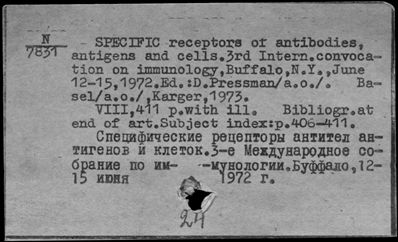 N
7831
SPECIFIC receptors of antibodies,
antigens and cells.3rd Intern.convoca-
tion on immunology,Buffalo,N.Y.,June
12-15,1972.Ed.:D.Pressman/a.o./. Ba-
sel/a.o./,Karger,1973.
VIII,411 p.with ill. Bibliogr.at
end of art.Subject index:p.406-411.
Специфические рецепторы антител ан-
тигенов и клеток.3-е Международное со-
брание по им- -мунологии.Буффало,12-
15 июня 1972 г.
24